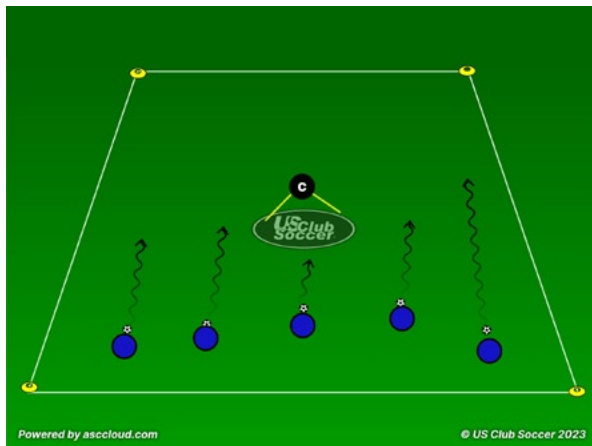 C
US Club
Soccer
Powered by asccloud.com
© US Club Soccer 2023